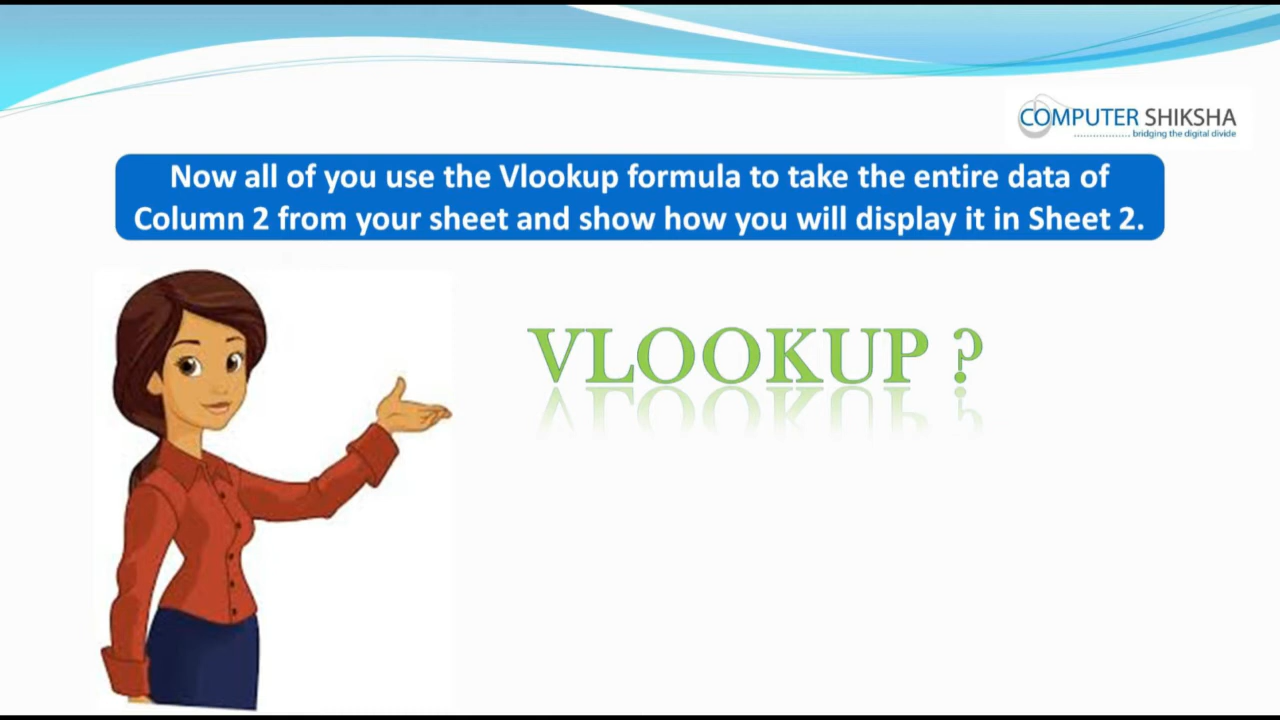 COMPUTER SHIKSHA
bridging the digital divide
Now all of you use the Vlookup formula to take the entire data of
Column 2 from your sheet and show how you will display it in Sheet 2.
VLOOKUP ?